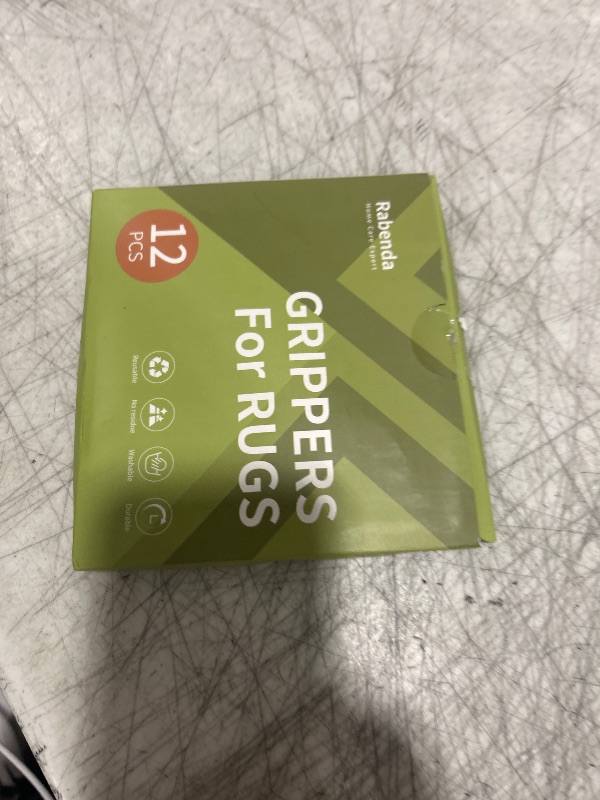 Rabenda
Home Care Expert
GRIPPERS
For RUGS
12
PCS
Reusable
No residue
Washable
Durable